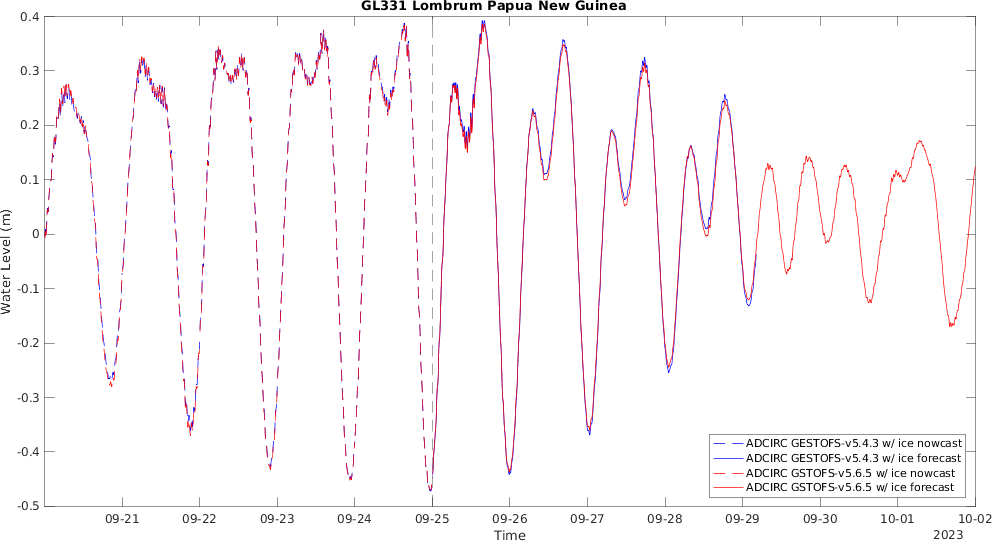 GL331 Lombrum Papua New Guinea
0.4
0.3
0.2
0.1
0
-0.1
-0.2
-0.3
-0.4
-0.5
Water Level (m)
09-21 09-22 09-23 09-24 09-25 09-26 09-27 09-28 09-29 09-30 10-01 10-02
2023
Time
ADCIRC GESTOFS-v5.4.3 w/ ice nowcast
ADCIRC GESTOFS-v5.4.3 w/ ice forecast
ADCIRC GSTOFS-v5.6.5 w/ ice nowcast
ADCIRC GSTOFS-v5.6.5 w/ ice forecast